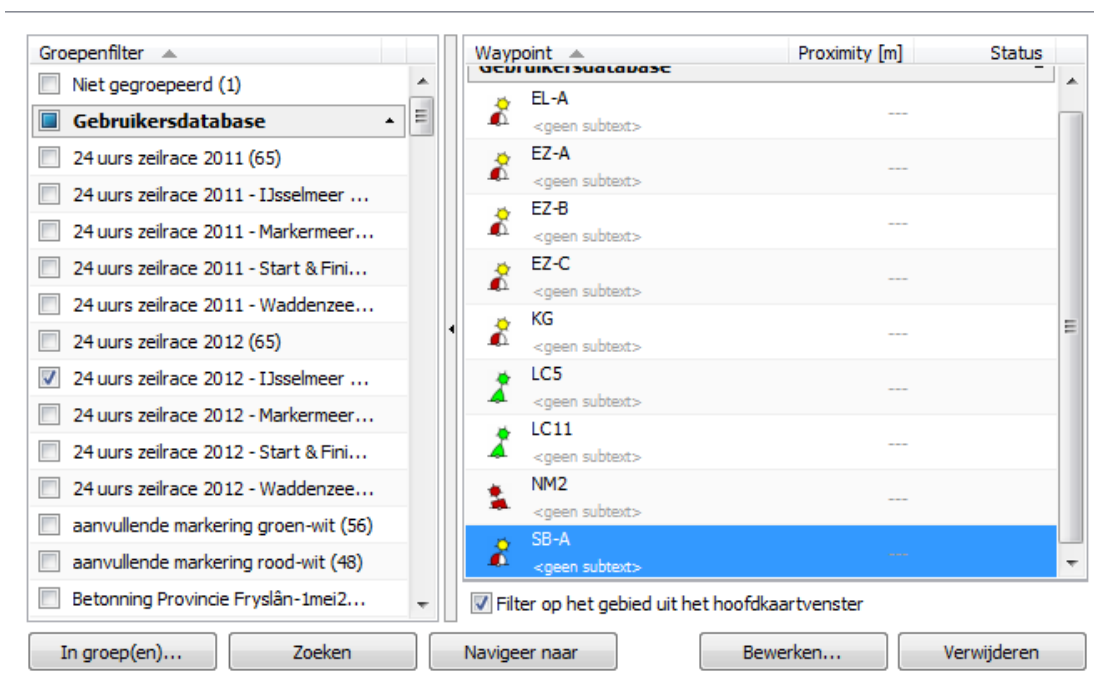 Groepenfilter
Niet gegroepeerd (1)
Gebruikersdatabase
24 uurs zeilrace 2011 (65)
24 uurs zeilrace 2011 - IJsselmeer ...
24 uurs zeilrace 2011 - Markermeer...
24 uurs zeilrace 2011 - Start & Fini...
24 uurs zeilrace 2011 - Waddenzee...
24 uurs zeilrace 2012 (65)
24 uurs zeilrace 2012 - IJsselmeer ...
24 uurs zeilrace 2012 - Markermeer...
24 uurs zeilrace 2012 - Start & Fini...
24 uurs zeilrace 2012 - Waddenzee...
aanvullende markering groen-wit (56)
aanvullende markering rood-wit (48)
Betonning Provincie Fryslân-1mei2...
Waypoint Proximity [m] Status
Gebruikersdatabase
EL-A
<geen subtext> ---
EZ-A
<geen subtext> ---
EZ-B
<geen subtext> ---
EZ-C
<geen subtext> ---
KG
<geen subtext> ---
LC5
<geen subtext> ---
LC11
<geen subtext> ---
NM2
<geen subtext> ---
SB-A
<geen subtext> ---
Filter op het gebied uit het hoofdkaartvenster
In groep(en)... Zoeken Navigeer naar Bewerken... Verwijderen